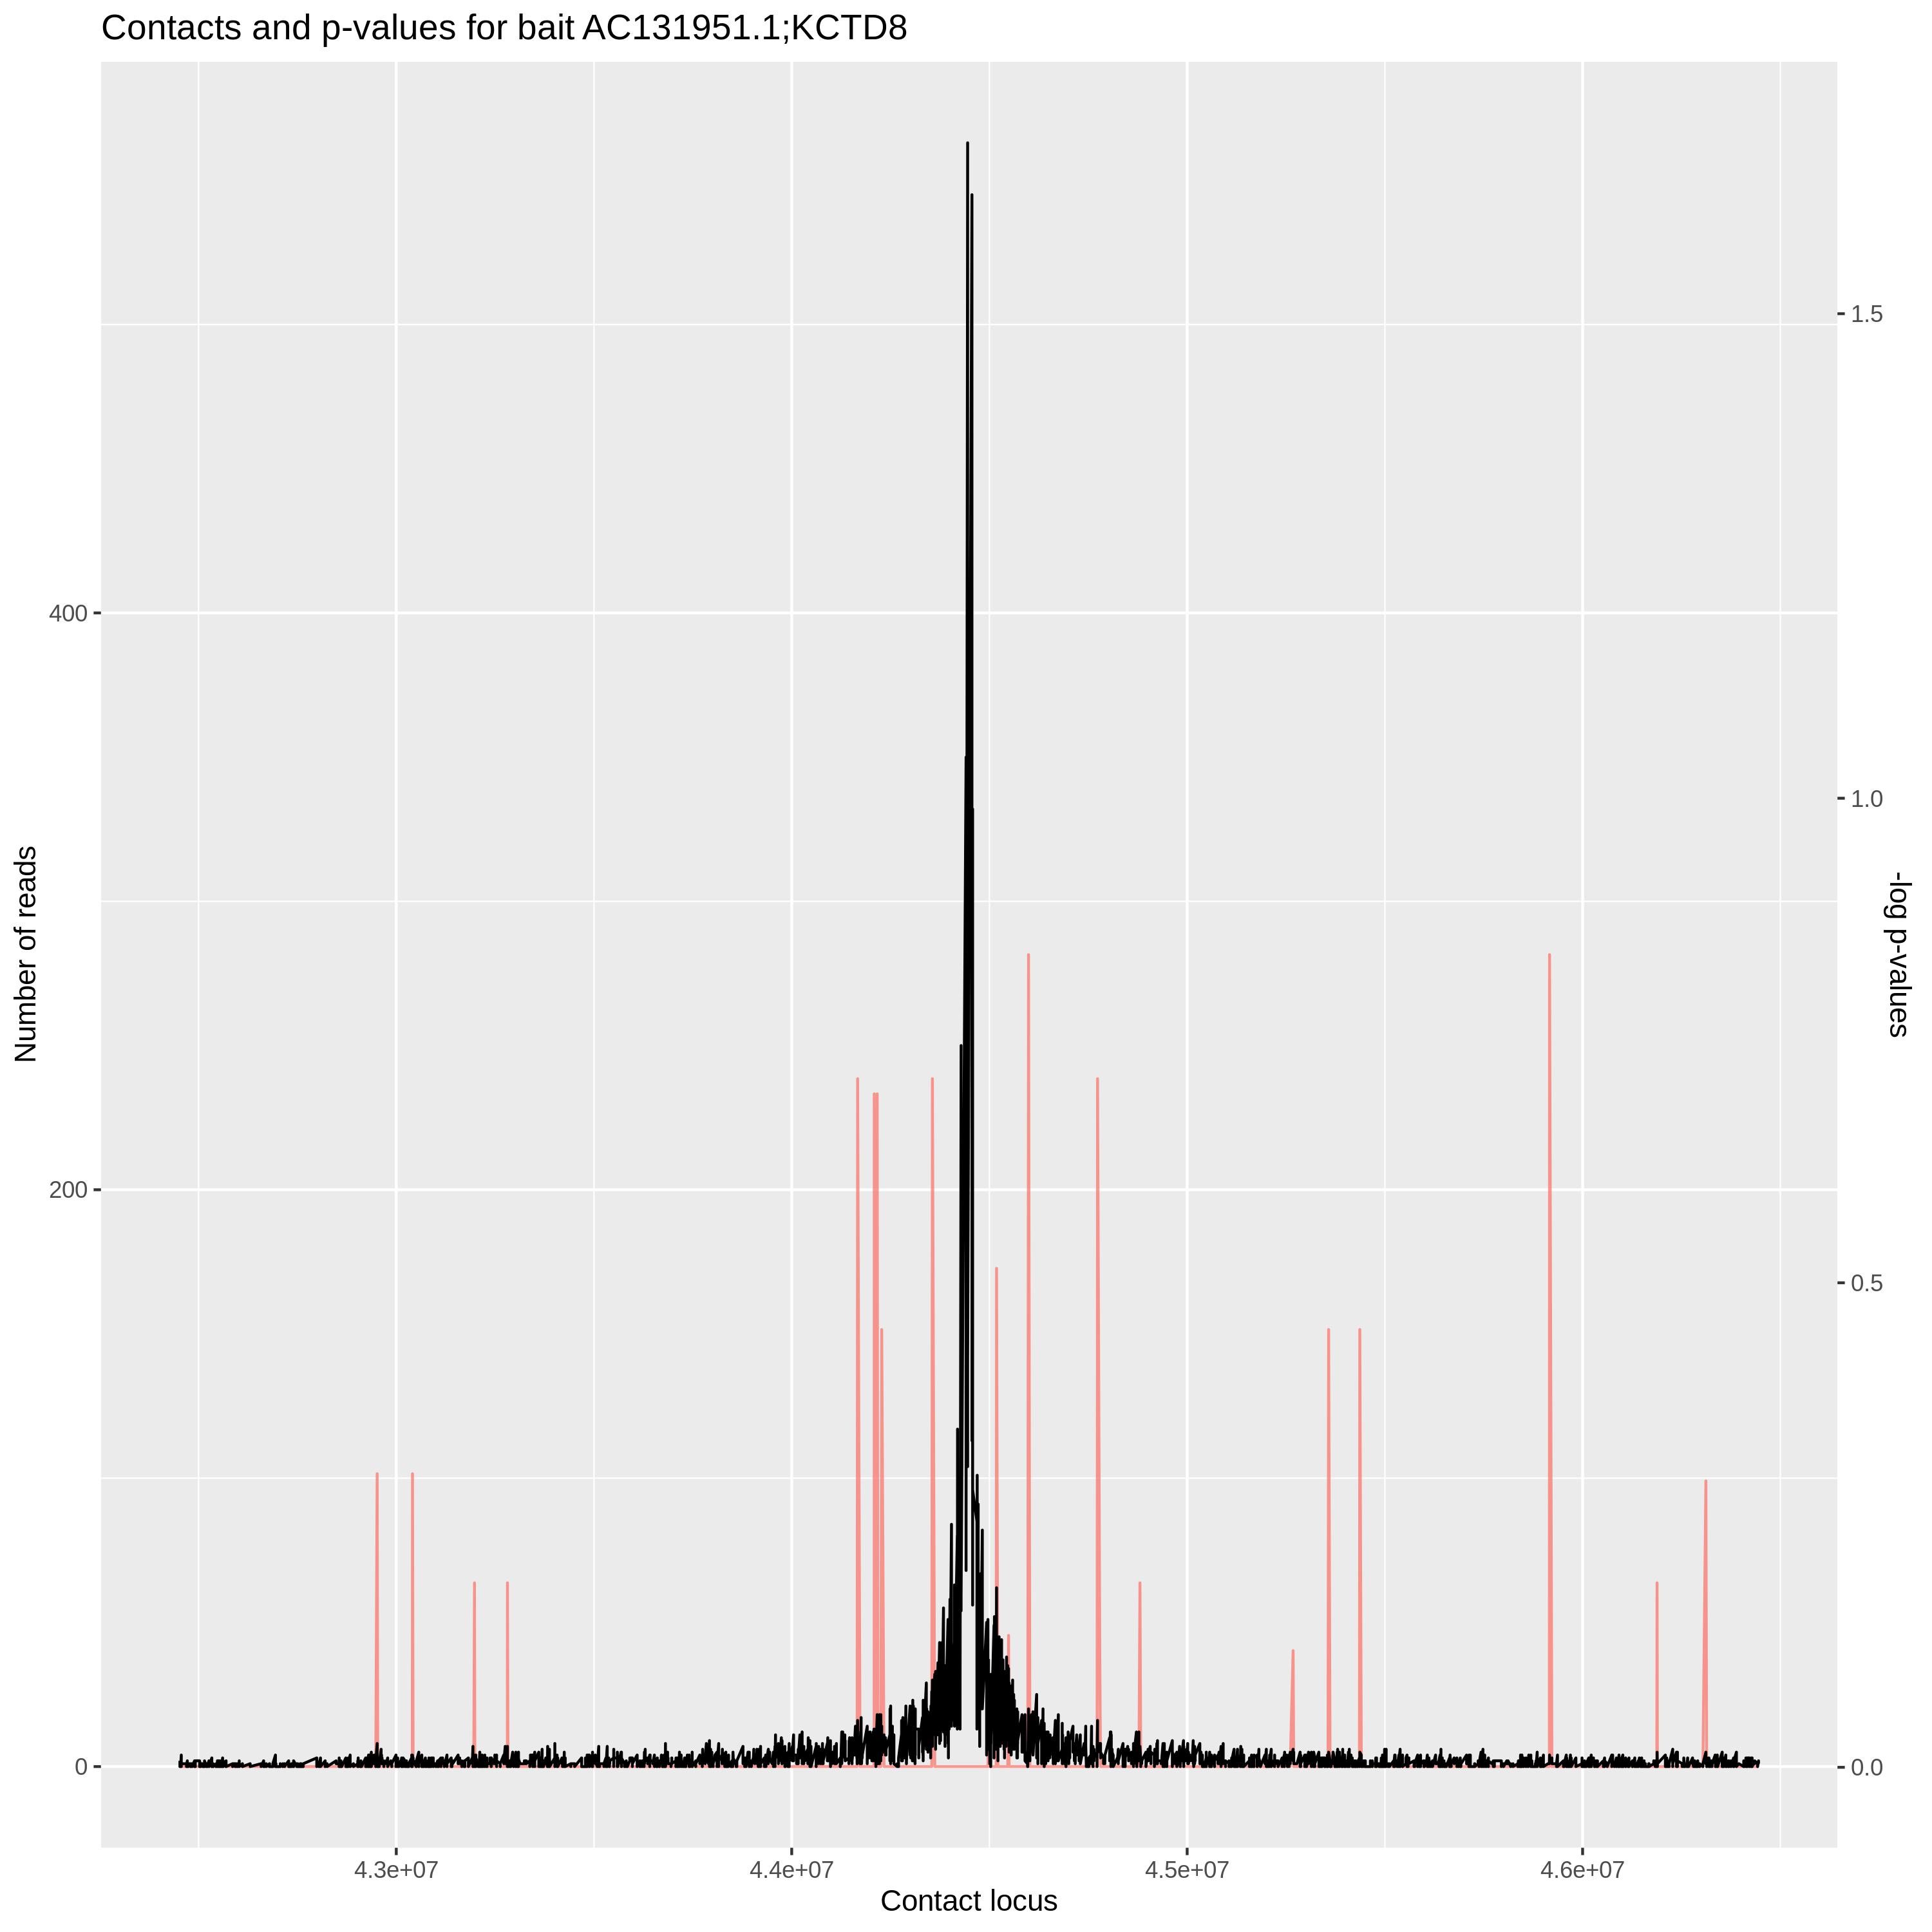 Contacts and p-values for bait AC131951.1;KCTD8
Number of reads
400
200
0
1.5
1.0
0.5
0.0
-log p-values
4.3e+07
4.4e+07
4.5e+07
4.6e+07
Contact locus